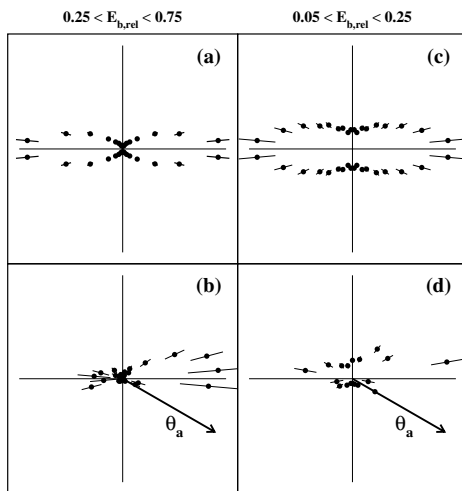 0.25 < E_b,rel < 0.75
0.05 < E_b,rel < 0.25
(a)
(c)
(b)
(d)
θ_a
θ_a